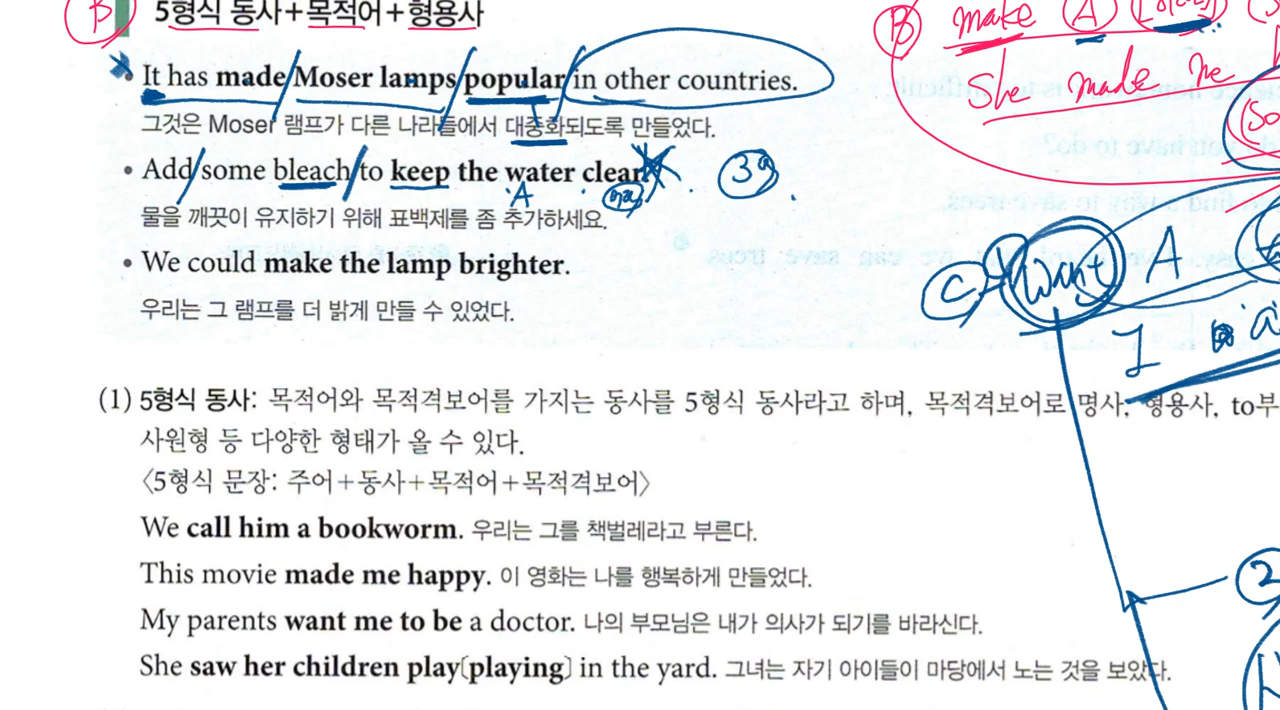 B 5형식 동사+목적어+형용사
B make A
She made me
• It has made/Moser lamps/popular/in other countries.
그것은 Moser 램프가 다른 나라들에서 대중화되도록 만들었다.
• Add/some bleach/to keep the water clear.
A
물을 깨끗이 유지하기 위해 표백제를 좀 추가하세요.
• We could make the lamp brighter.
C want A
우리는 그 램프를 더 밝게 만들 수 있었다.
I
(1) 5형식 동사: 목적어와 목적격보어를 가지는 동사를 5형식 동사라고 하며, 목적격보어로 명사, 형용사, to부
사원형 등 다양한 형태가 올 수 있다.
〈5형식 문장: 주어+동사+목적어+목적격보어〉
We call him a bookworm. 우리는 그를 책벌레라고 부른다.
This movie made me happy. 이 영화는 나를 행복하게 만들었다.
2
My parents want me to be a doctor. 나의 부모님은 내가 의사가 되기를 바라신다.
She saw her children play[playing] in the yard. 그녀는 자기 아이들이 마당에서 노는 것을 보았다.